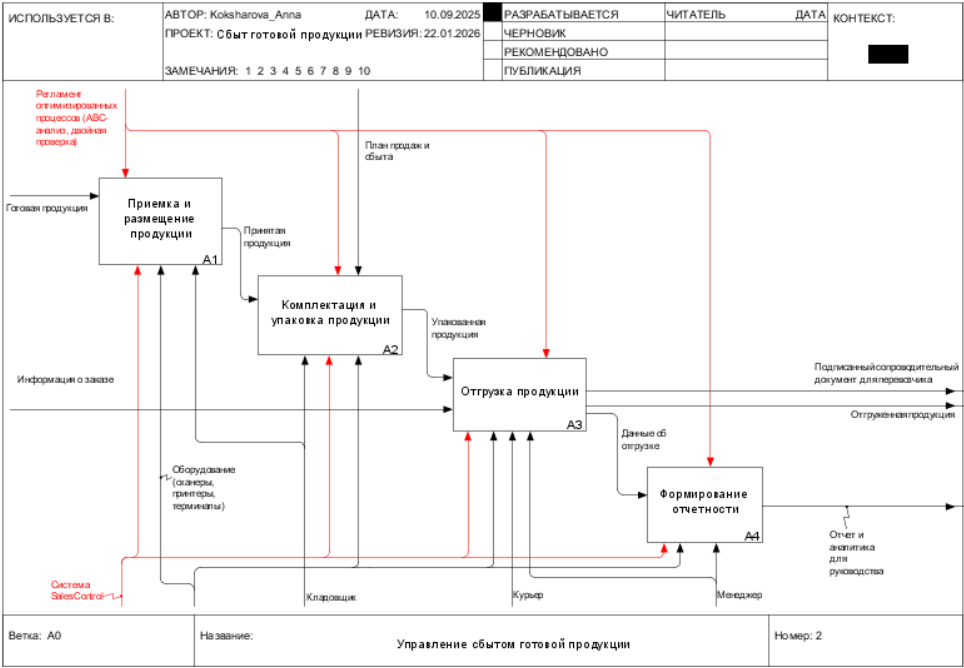 ИСПОЛЬЗУЕТСЯ В:
АВТОР: Koksharova_Anna
ДАТА: 10.09.2025
ПРОЕКТ: Сбыт готовой продукции
РЕВИЗИЯ: 22.01.2026
ЗАМЕЧАНИЯ: 1 2 3 4 5 6 7 8 9 10
РАЗРАБАТЫВАЕТСЯ
ЧЕРНОВИК
РЕКОМЕНДОВАНО
ПУБЛИКАЦИЯ
ЧИТАТЕЛЬ
ДАТА
КОНТЕКСТ:
Регламент
оптимизированных
процессов (ABC-
анализ, двойная
проверка)
План продаж и
сбыта
Готовая продукция
Приемка и
размещение
продукции
A1
Принятая
продукция
Комплектация и
упаковка продукции
A2
Упакованная
продукция
Информация о заказе
Отгрузка продукции
A3
Подписанный сопроводительный
документ для перевозчика
Отгруженная продукция
Данные об
отгрузке
Оборудование
(сканеры,
принтеры,
терминалы)
Формирование
отчетности
A4
Отчет и
аналитика
для
руководства
Система
SalesControl
Кладовщик
Курьер
Менеджер
Ветка: A0
Название:
Управление сбытом готовой продукции
Номер: 2